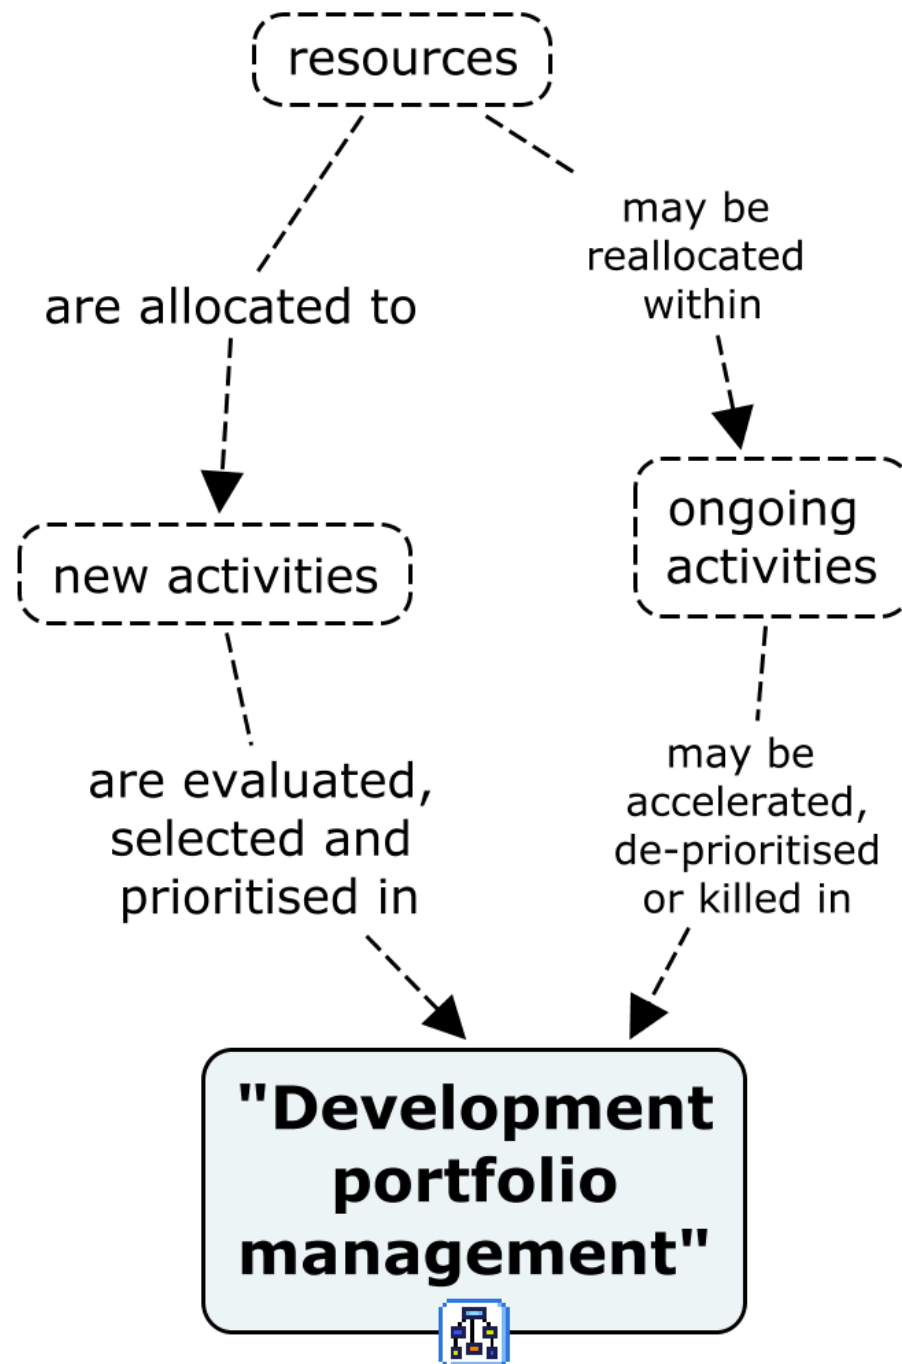 resources
are allocated to
may be
reallocated
within
new activities
ongoing
activities
are evaluated,
selected and
prioritised in
may be
accelerated,
de-prioritised
or killed in
"Development
portfolio
management"